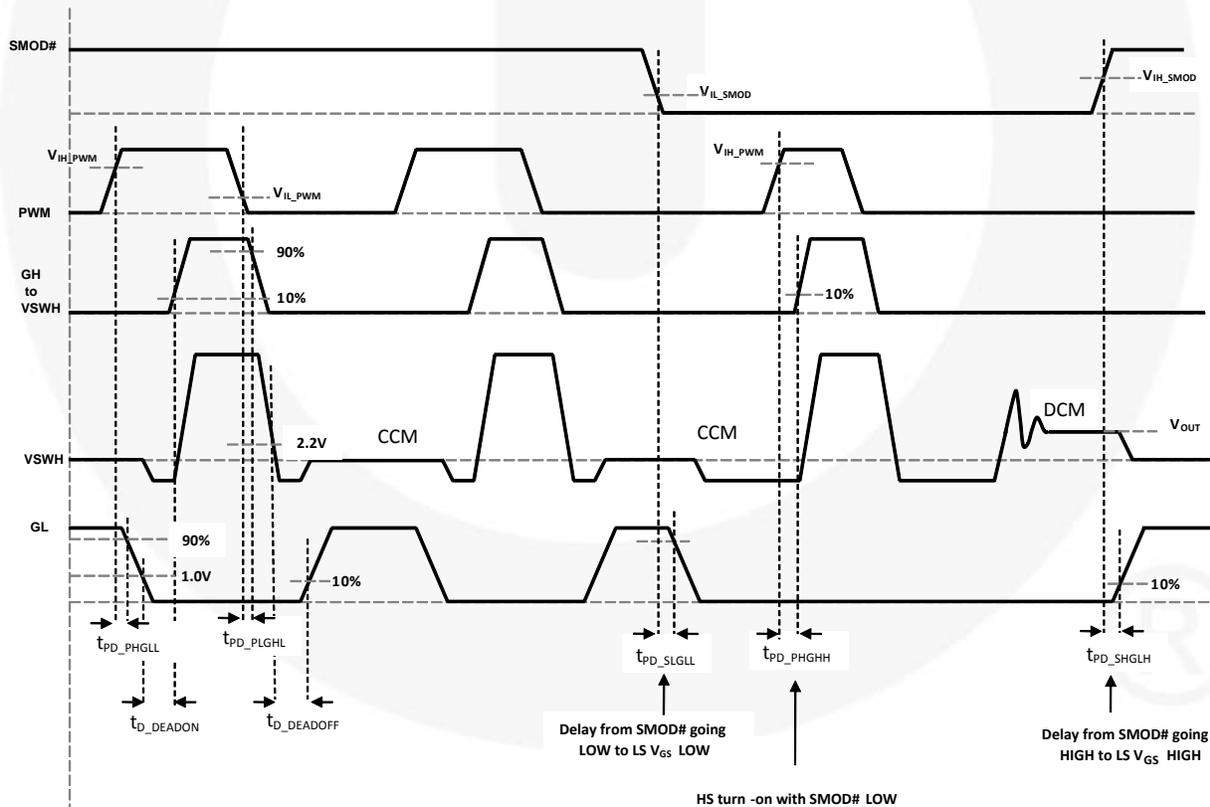 SMOD#
V_IL_SMOD
V_IH_SMOD
V_IH_PWM
V_IL_PWM
V_IH_PWM
PWM
90%
GH
to
VSWH
10%
10%
2.2V
CCM
CCM
DCM
V_OUT
VSWH
GL
90%
1.0V
10%
10%
t_PD_PHGLL
t_PD_PLGHL
t_PD_SLGLL
t_PD_PHGHH
t_PD_SHGLH
t_D_DEADON
t_D_DEADOFF
Delay from SMOD# going
LOW to LS V_GS LOW
Delay from SMOD# going
HIGH to LS V_GS HIGH
HS turn -on with SMOD# LOW
®